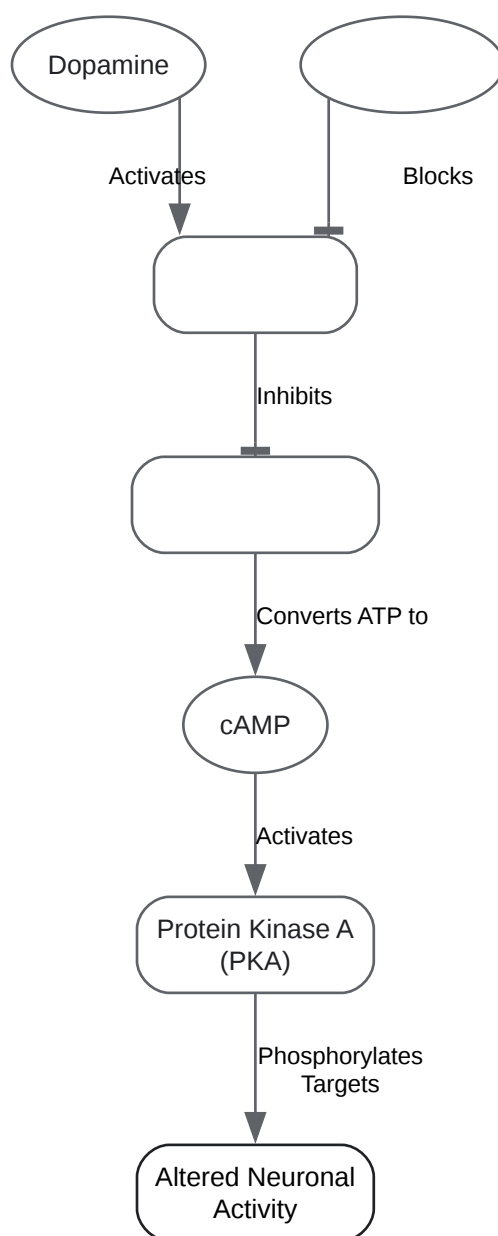 Dopamine
Activates
Blocks
Inhibits
Converts ATP to
cAMP
Activates
Protein Kinase A
(PKA)
Phosphorylates
Targets
Altered Neuronal
Activity